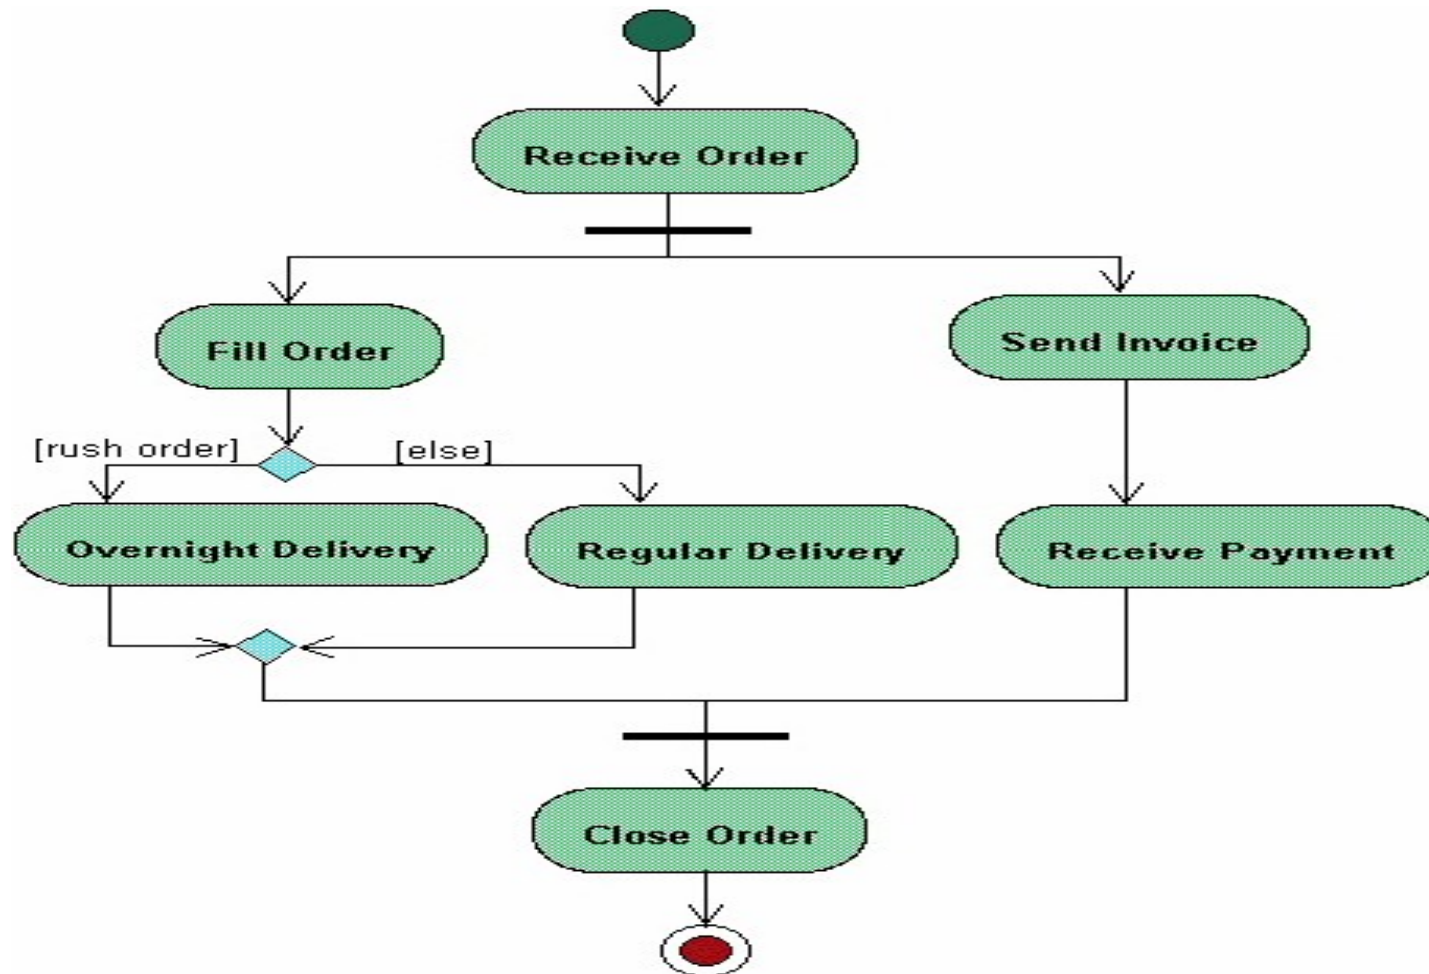 Receive Order
Fill Order
Send Invoice
[rush order]
[else]
Overnight Delivery
Regular Delivery
Receive Payment
Close Order